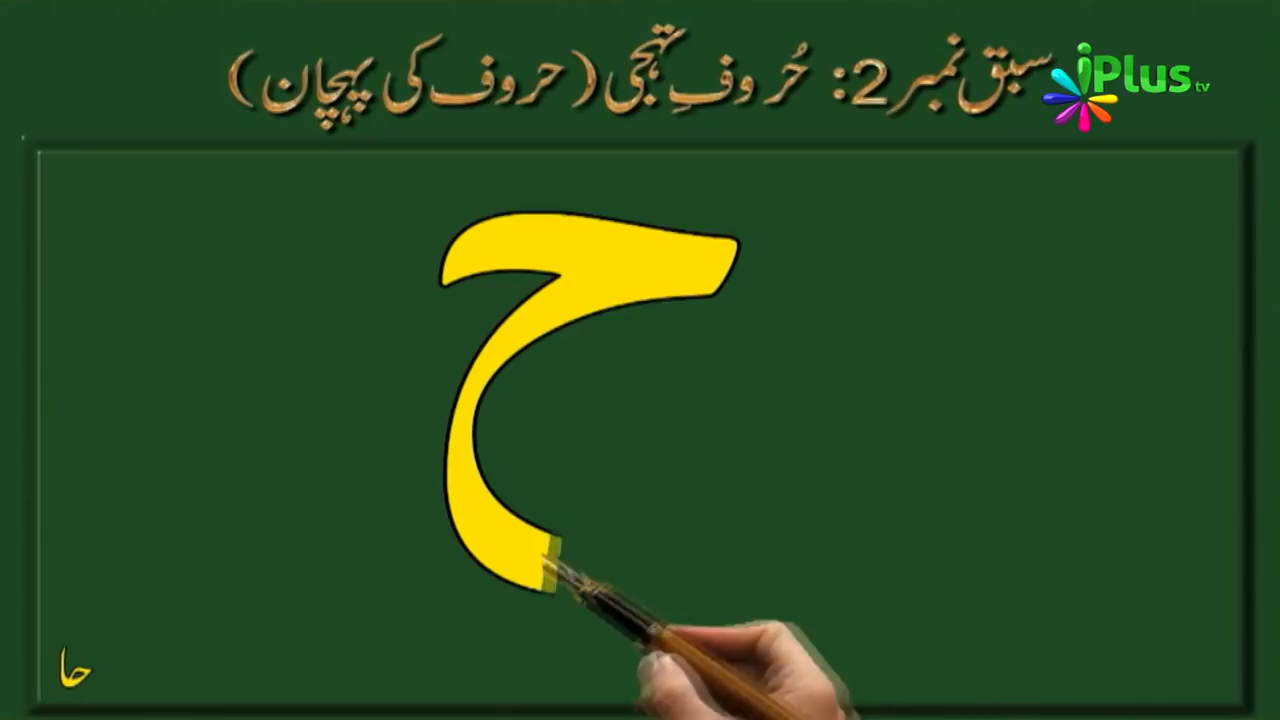 سبق نمبر 2: حُروفِ تہجی (حروف کی پہچان)
iPlus tv
ح
حا